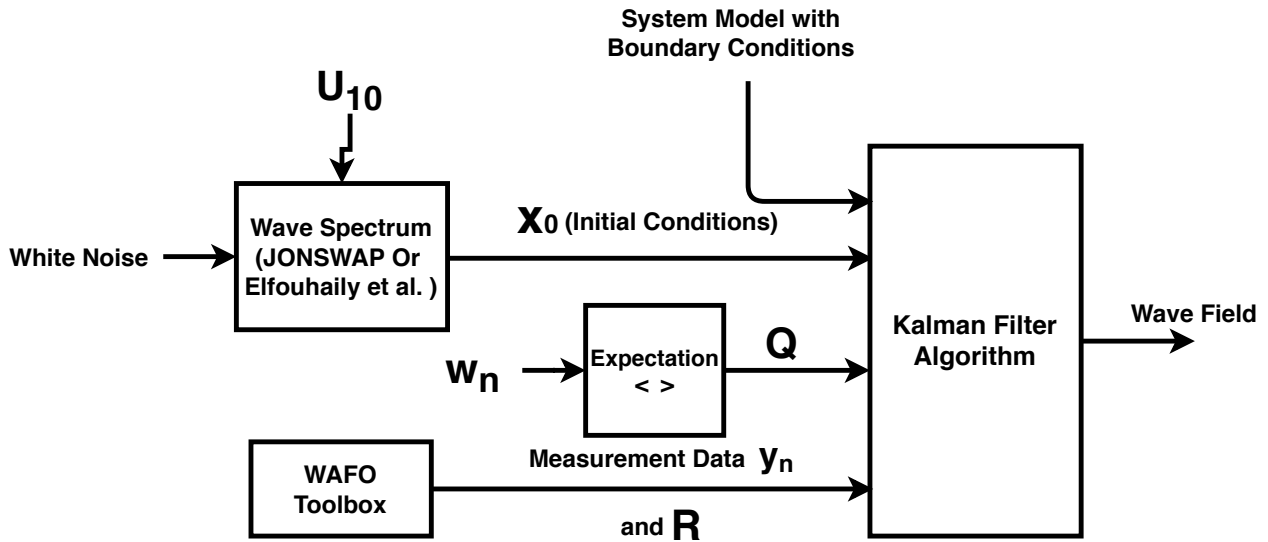 System Model with
Boundary Conditions
U10
Wave Spectrum
(JONSWAP Or
Elfouhaily et al. )
White Noise
X0 (Initial Conditions)
Kalman Filter
Algorithm
Wave Field
wn
Expectation
< >
Q
WAFO
Toolbox
Measurement Data yn
and R